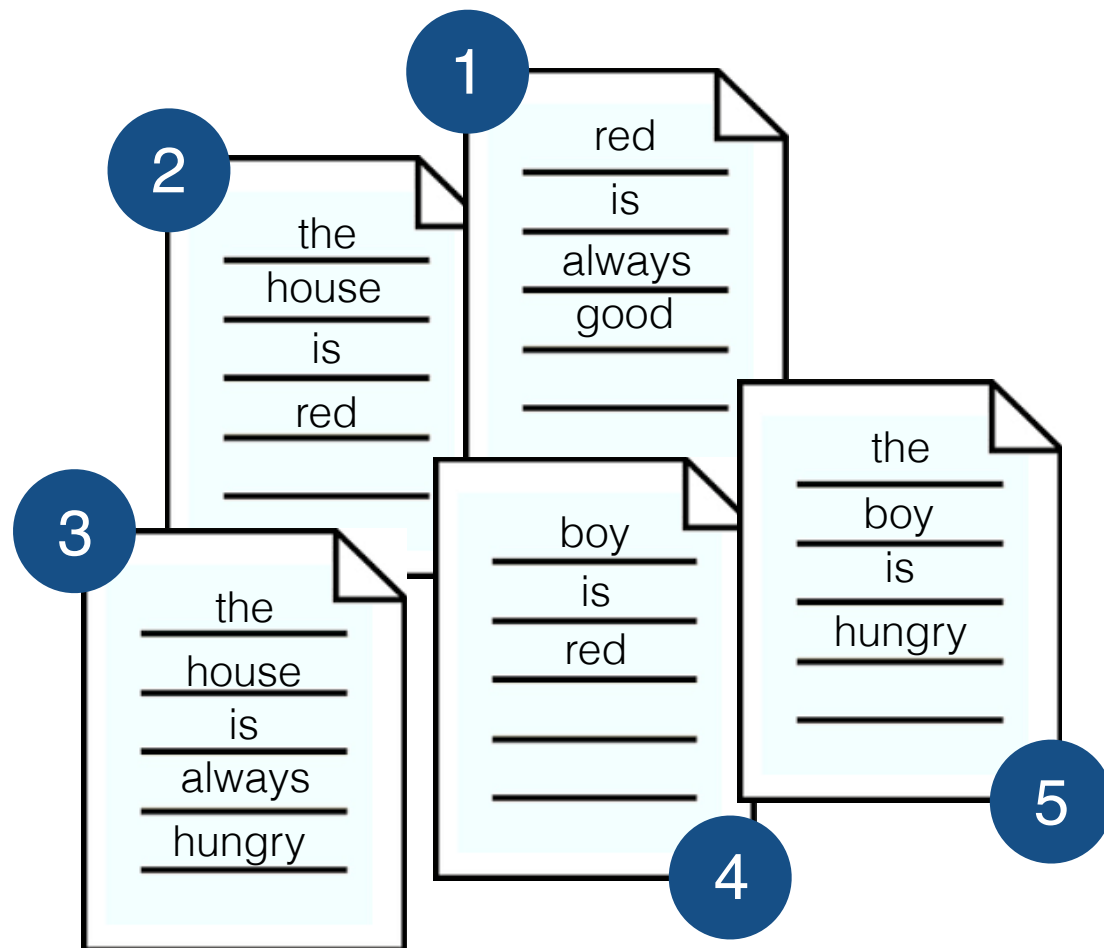 1
red
is
always
good
2
the
house
is
red
3
the
house
is
always
hungry
4
boy
is
red
5
the
boy
is
hungry